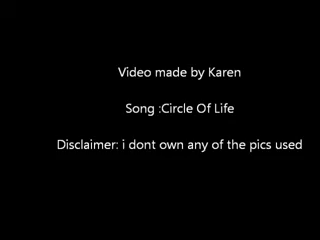 Video made by Karen
Song :Circle Of Life
Disclaimer: i dont own any of the pics used